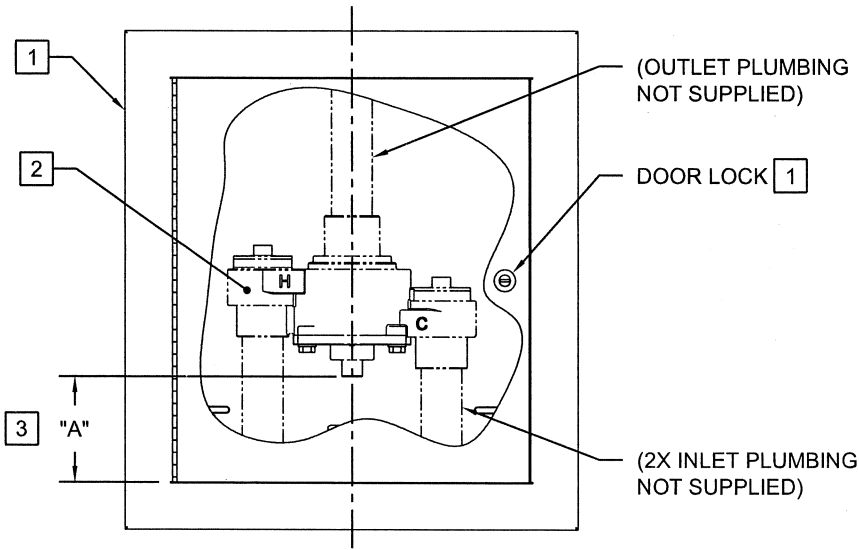 1
(OUTLET PLUMBING
NOT SUPPLIED)
2
DOOR LOCK 1
H
C
3 "A"
(2X INLET PLUMBING
NOT SUPPLIED)